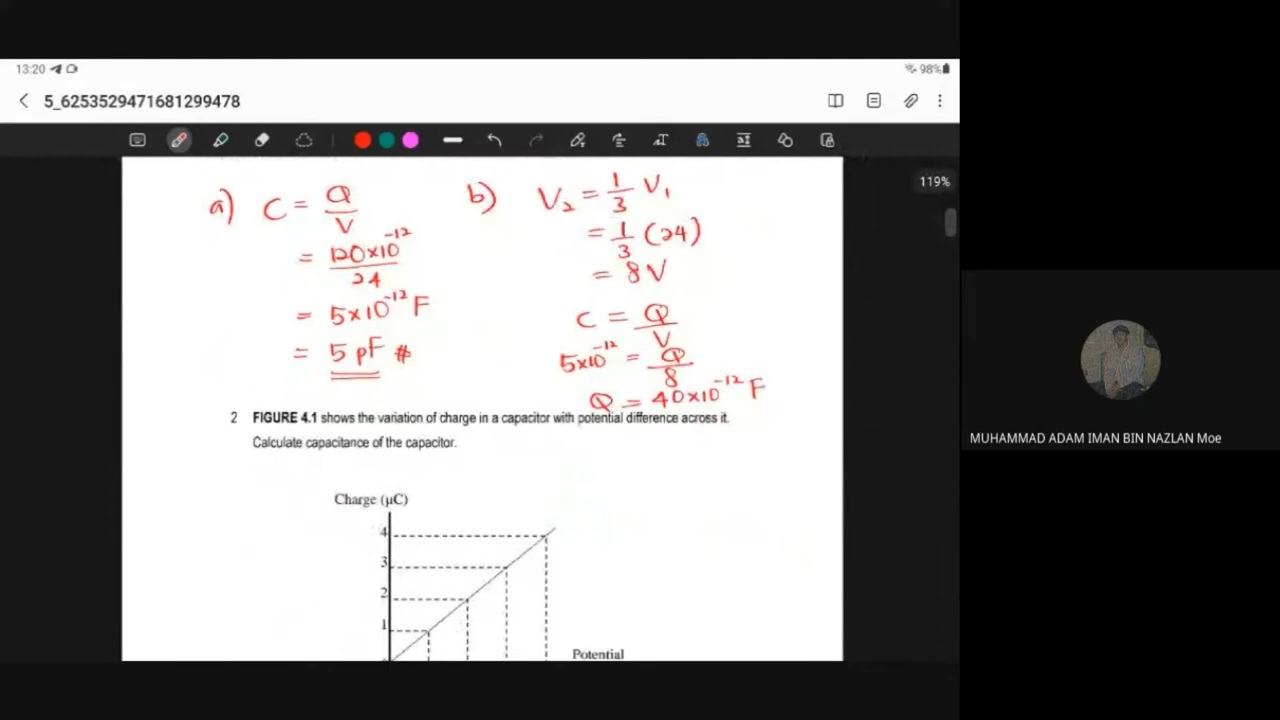 13:20
98%
5_6253529471681299478
119%
a) C = Q/V
= 120×10⁻¹²/24
= 5×10⁻¹² F
= 5 pF #
b) V₂ = 1/3 V₁
= 1/3 (24)
= 8V
C = Q/V
5×10⁻¹² = Q/8
Q = 40×10⁻¹² F
2 FIGURE 4.1 shows the variation of charge in a capacitor with potential difference across it.
Calculate capacitance of the capacitor.
Charge (µC)
4
3
2
1
Potential
MUHAMMAD ADAM IMAN BIN NAZLAN Moe